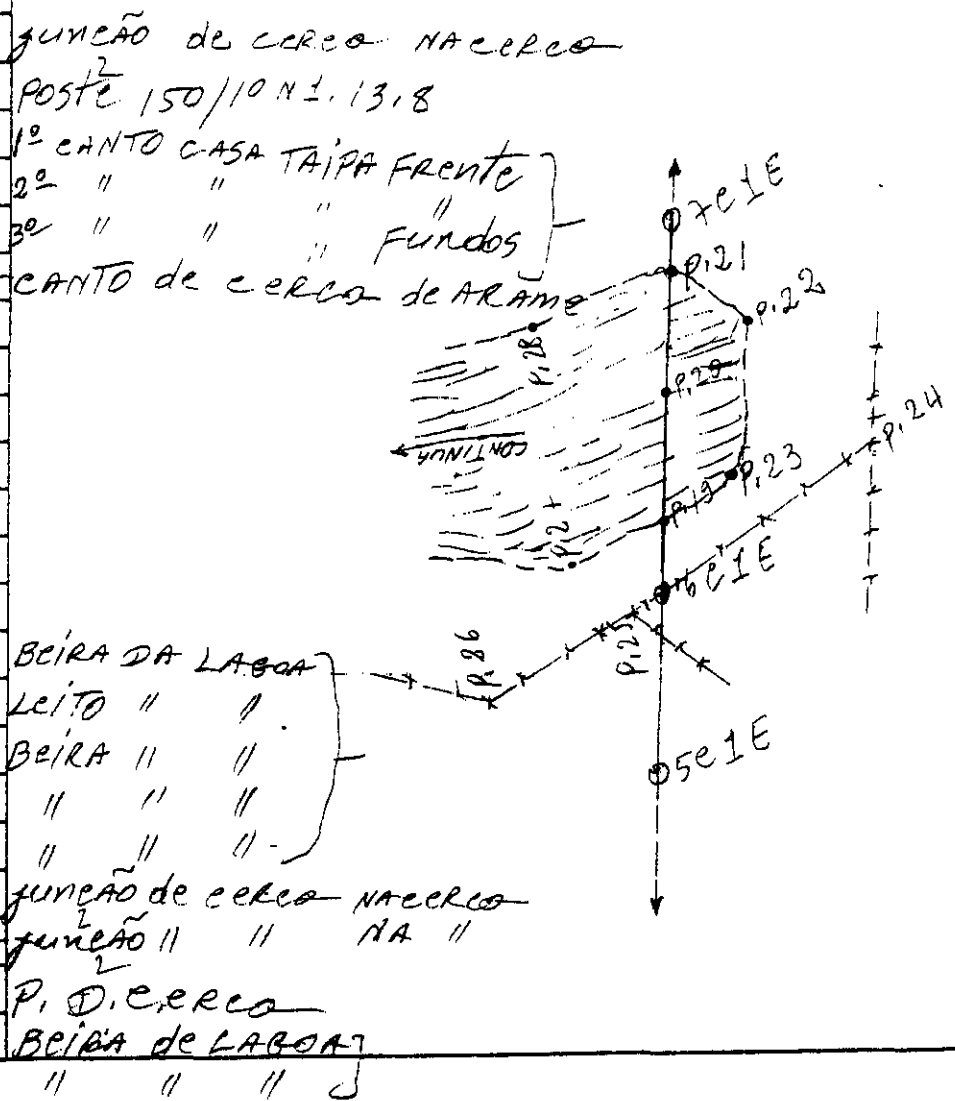 junção de cerca NA cerca
Poste 150/10 N1.13,8
1º CANTO CASA TAIPA FRente
2º " " " "
3º " " " Fundos
CANTO de cerca de ARAme
7e1E
P.21
P.22
P.28
P.20
CONTINUA
P.24
P.23
P.19
P.27
6e1E
P.25
P.26
5e1E
BeiRA DA LAGOA
LeiTO " "
BeiRA " "
" " "
" " "
junção de cerca NA cerca
junção " " NA "
P. D. cerca
BeiRA de LAGOA
" " "